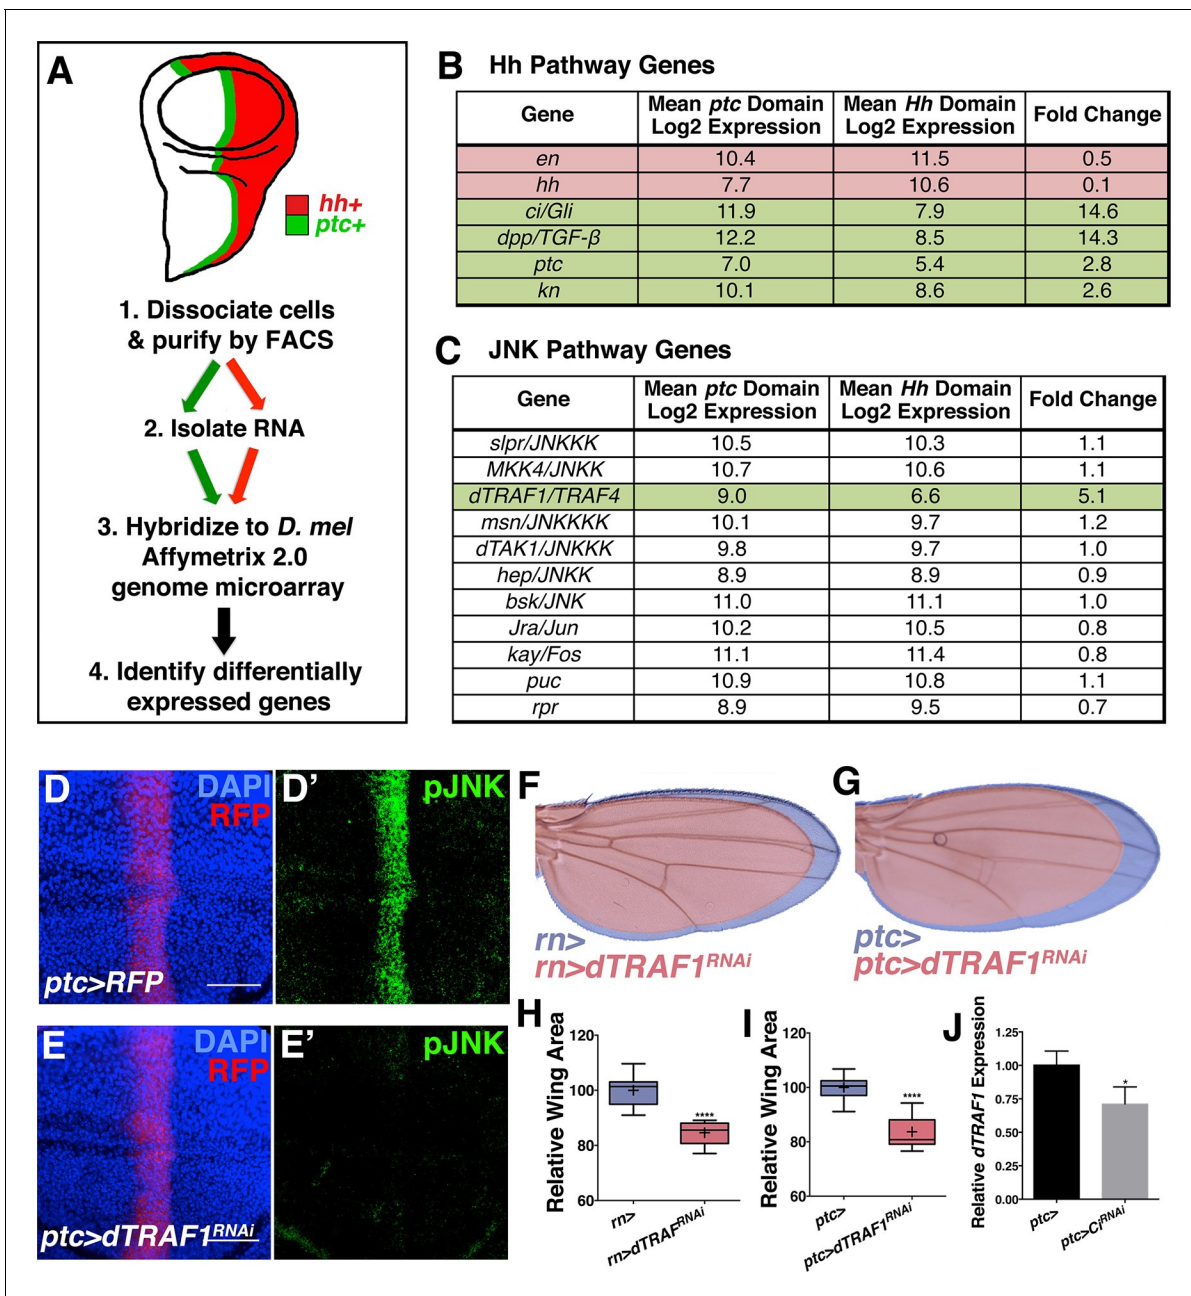 A
hh+
ptc+
1. Dissociate cells
& purify by FACS
2. Isolate RNA
3. Hybridize to D. mel
Affymetrix 2.0
genome microarray
4. Identify differentially
expressed genes
B Hh Pathway Genes
Gene Mean ptc Domain Log2 Expression Mean Hh Domain Log2 Expression Fold Change
en 10.4 11.5 0.5
hh 7.7 10.6 0.1
ci/Gli 11.9 7.9 14.6
dpp/TGF-β 12.2 8.5 14.3
ptc 7.0 5.4 2.8
kn 10.1 8.6 2.6
C JNK Pathway Genes
Gene Mean ptc Domain Log2 Expression Mean Hh Domain Log2 Expression Fold Change
slpr/JNKKK 10.5 10.3 1.1
MKK4/JNKK 10.7 10.6 1.1
dTRAF1/TRAF4 9.0 6.6 5.1
msn/JNKKKK 10.1 9.7 1.2
dTAK1/JNKKK 9.8 9.7 1.0
hep/JNKK 8.9 8.9 0.9
bsk/JNK 11.0 11.1 1.0
Jra/Jun 10.2 10.5 0.8
kay/Fos 11.1 11.4 0.8
puc 10.9 10.8 1.1
rpr 8.9 9.5 0.7
D DAPI
RFP
ptc>RFP
D' pJNK
E DAPI
RFP
ptc>dTRAF1RNAi
E' pJNK
F
rn>
rn>dTRAF1RNAi
G
ptc>
ptc>dTRAF1RNAi
H
Relative Wing Area
120
100
80
60
****
rn>
rn>dTRAFRNAi
I
Relative Wing Area
120
100
80
60
****
ptc>
ptc>dTRAF1RNAi
J
Relative dTRAF1 Expression
1.25
1.00
0.75
0.50
0.25
0.00
*
ptc>
ptc>CiRNAi